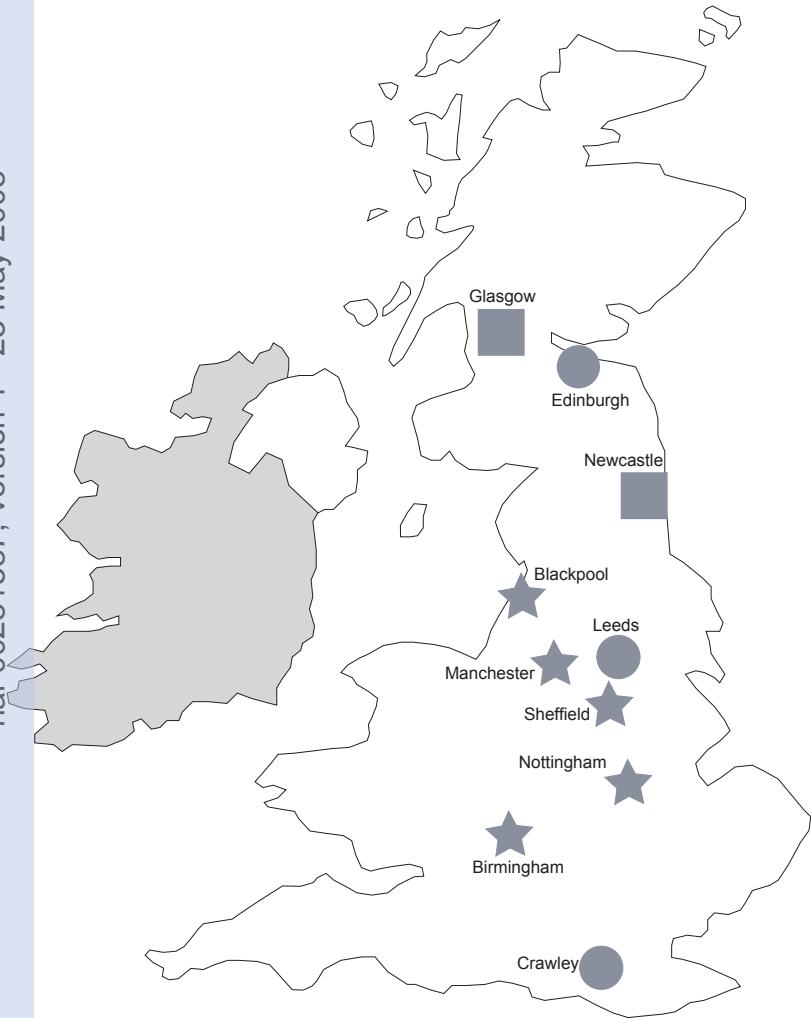 Glasgow
Edinburgh
Newcastle
Blackpool
Leeds
Manchester
Sheffield
Nottingham
Birmingham
Crawley